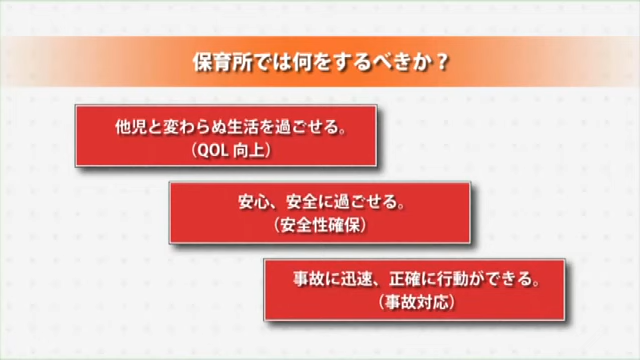 保育所では何をするべきか？
他児と変わらぬ生活を過ごせる。
（QOL 向上）
安心、安全に過ごせる。
（安全性確保）
事故に迅速、正確に行動ができる。
（事故対応）